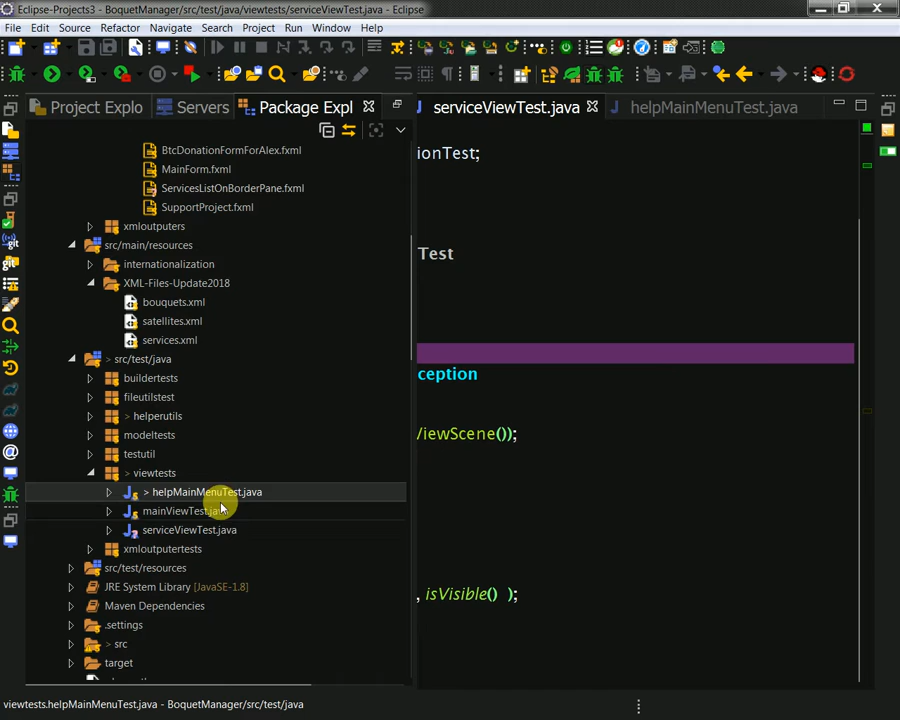 Eclipse-Projects3 - BoquetManager/src/test/java/viewtests/serviceViewTest.java - Eclipse
File Edit Source Refactor Navigate Search Project Run Window Help
Project Explo Servers Package Expl serviceViewTest.java helpMainMenuTest.java
BtcDonationFormForAlex.fxml
ionTest;
MainForm.fxml
ServicesListOnBorderPane.fxml
SupportProject.fxml
xmloutputers
src/main/resources
Test
internationalization
XML-Files-Update2018
bouquets.xml
satellites.xml
services.xml
> src/test/java
ception
buildertests
fileutilstest
> helperutils
modeltests
/iewScene());
testutil
> viewtests
> helpMainMenuTest.java
mainViewTest.java
serviceViewTest.java
xmloutputertests
src/test/resources
JRE System Library [JavaSE-1.8]
, isVisible() );
Maven Dependencies
.settings
> src
target
viewtests.helpMainMenuTest.java - BoquetManager/src/test/java